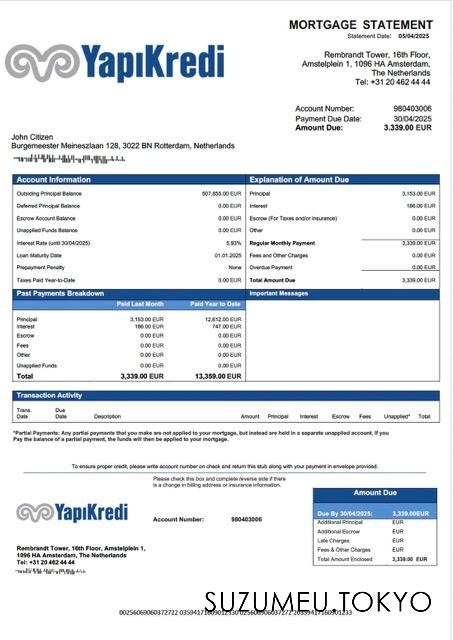 MORTGAGE STATEMENT
Statement Date: 05/04/2025
YapıKredi
Rembrandt Tower, 16th Floor,
Amstelplein 1, 1096 HA Amsterdam,
The Netherlands
Tel: +31 20 462 44 44
Account Number: 980403006
Payment Due Date: 30/04/2025
Amount Due: 3.339.00 EUR
John Citizen
Burgemeester Meineszlaan 128, 3022 BN Rotterdam, Netherlands
Account Information
Outsiding Principal Balance 507,855.00 EUR
Deferred Principal Balance 0.00 EUR
Escrow Account Balance 0.00 EUR
Unapplied Funds Balance 0.00 EUR
Interest Rate (until 30/04/2025) 5.93%
Loan Maturity Date 01.01.2025
Prepayment Penalty None
Taxes Paid Year-to-Date 0.00 EUR
Explanation of Amount Due
Principal 3,153.00 EUR
Interest 186.00 EUR
Escrow (For Taxes and/or Insurance) 0.00 EUR
Other 0.00 EUR
Regular Monthly Payment 3,339.00 EUR
Fees and Other Charges 0.00 EUR
Overdue Payment 0.00 EUR
Total Amount Due 3,339.00 EUR
Past Payments Breakdown
Paid Last Month Paid Year to Date
Principal 3,153.00 EUR 12,612.00 EUR
Interest 186.00 EUR 747.00 EUR
Escrow 0.00 EUR 0.00 EUR
Fees 0.00 EUR 0.00 EUR
Other 0.00 EUR 0.00 EUR
Unapplied Funds 0.00 EUR 0.00 EUR
Total 3,339.00 EUR 13,359.00 EUR
Important Messages
Transaction Activity
Trans. Date Due Date Description Amount Principal Interest Escrow Fees Unapplied* Total
*Partial Payments: Any partial payments that you make are not applied to your mortgage, but instead are held in a separate unapplied account, if you
Pay the balance of a partial payment, the funds will then be applied to your mortgage.
To ensure proper credit, please write account number on check and return this stub along with your payment in envelope provided.
Please check this box and complete reverse side if there
is a change in billing address or insurance information.
YapıKredi
Account Number: 980403006
Rembrandt Tower, 16th Floor, Amstelplein 1,
1096 HA Amsterdam, The Netherlands
Tel: +31 20 462 44 44
Amount Due
Due By 30/04/2025: 3,339.00EUR
Additional Principal EUR
Additional Escrow EUR
Late Charges EUR
Fees & Other Charges EUR
Total Amount Enclosed 3,339.00 EUR
SUZUMEU.TOKYO